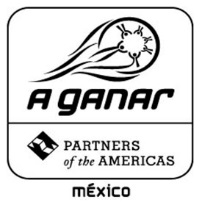 A GANAR
PARTNERS
of the AMERICAS
MÉXICO